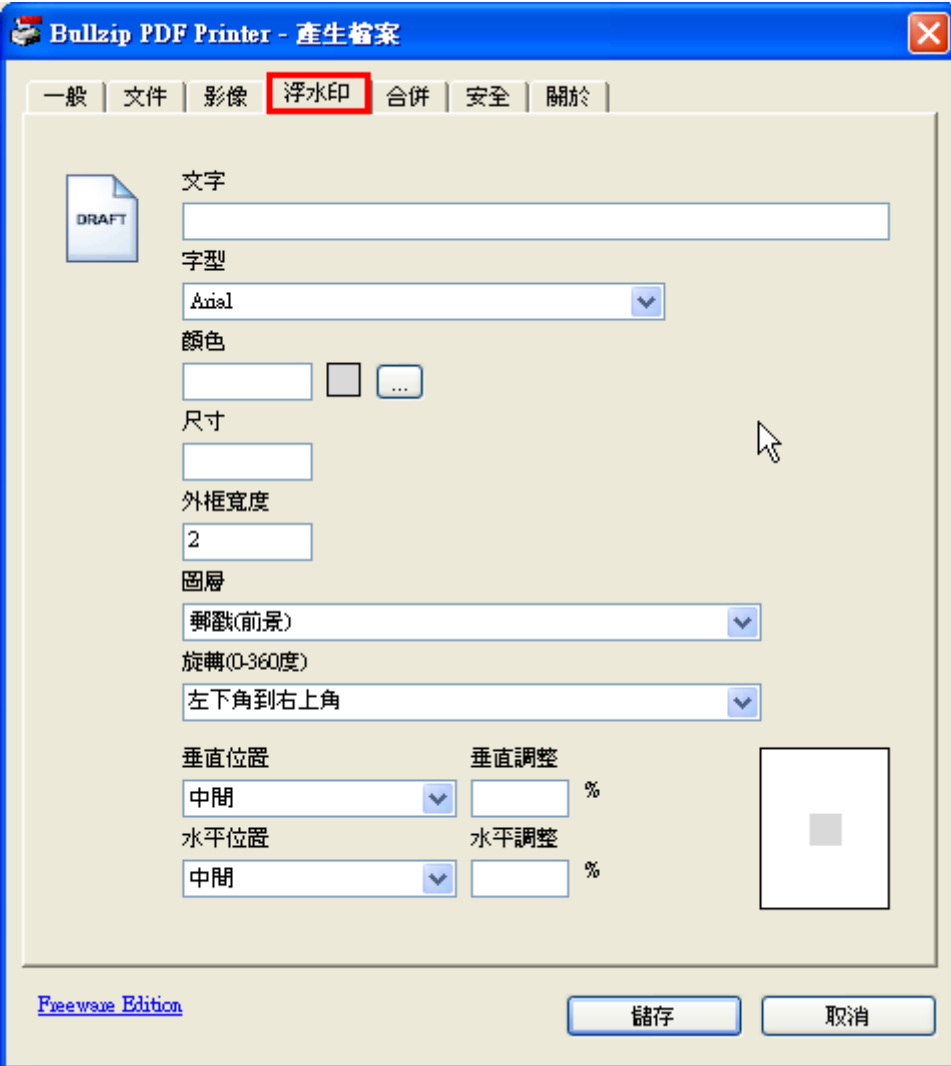 Bullzip PDF Printer - 產生檔案
一般 文件 影像 浮水印 合併 安全 關於
DRAFT
文字
字型
Arial
顏色
...
尺寸
外框寬度
2
圖層
郵戳(前景)
旋轉(0-360度)
左下角到右上角
垂直位置 垂直調整
中間 %
水平位置 水平調整
中間 %
Freeware Edition 儲存 取消